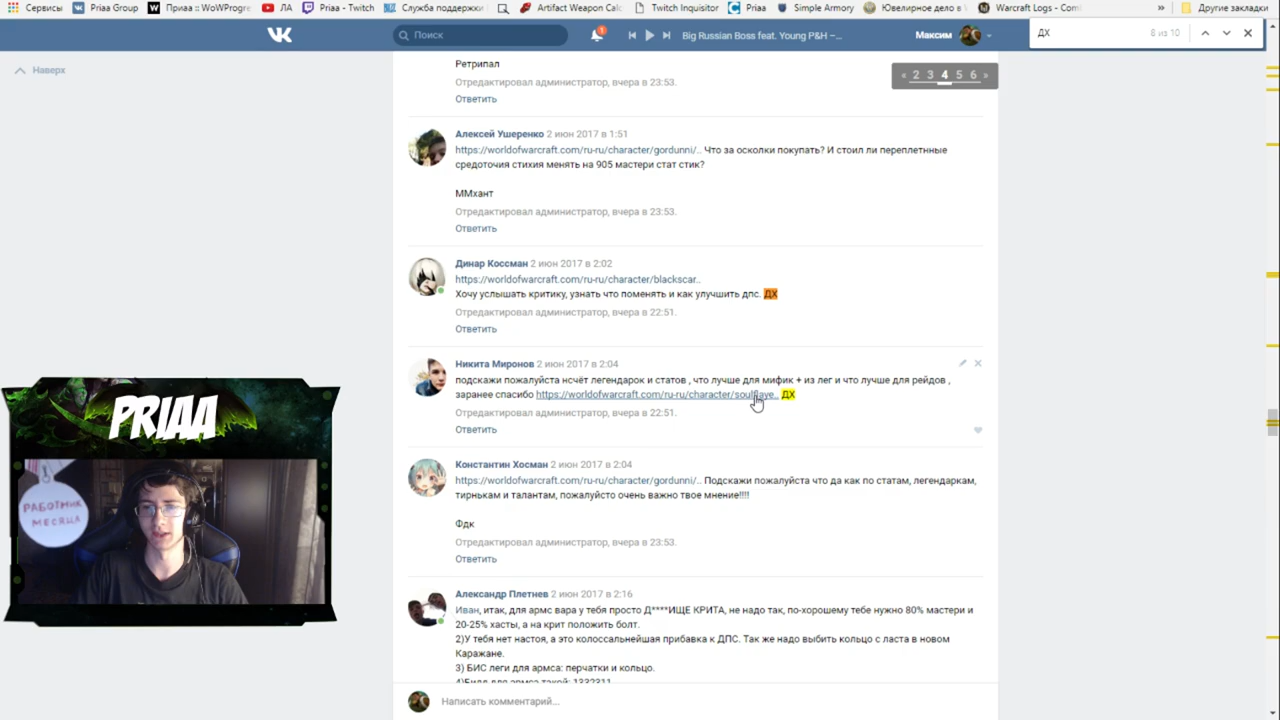 Сервисы
Priaa Group
Приаа :: WoWProgre
ЛА
Priaa - Twitch
Служба поддержки
Artifact Weapon Calc
Twitch Inquisitor
Priaa
Simple Armory
Ювелирное дело в
Warcraft Logs - Com
»
Другие закладки
Поиск
1
Big Russian Boss feat. Young P&H –...
Максим
ДХ
8 из 10
Наверх
« 2 3 4 5 6 »
Ретрипал
Отредактировал администратор, вчера в 23:53.
Ответить
Алексей Ушеренко 2 июн 2017 в 1:51
https://worldofwarcraft.com/ru-ru/character/gordunni/.. Что за осколки покупать? И стоил ли переплетнные
средоточия стихия менять на 905 мастери стат стик?
ММхант
Отредактировал администратор, вчера в 23:53.
Ответить
Динар Коссман 2 июн 2017 в 2:02
https://worldofwarcraft.com/ru-ru/character/blackscar..
Хочу услышать критику, узнать что поменять и как улучшить дпс. ДХ
Отредактировал администратор, вчера в 22:51.
Ответить
Никита Миронов 2 июн 2017 в 2:04
подскажи пожалуйста нсчёт легендарок и статов , что лучше для мифик + из лег и что лучше для рейдов ,
заранее спасибо https://worldofwarcraft.com/ru-ru/character/soulflaye.. ДХ
Отредактировал администратор, вчера в 22:51.
Ответить
Константин Хосман 2 июн 2017 в 2:04
https://worldofwarcraft.com/ru-ru/character/gordunni/.. Подскажи пожалуйста что да как по статам, легендаркам,
тирнькам и талантам, пожалуйсто очень важно твое мнение!!!!
Фдк
Отредактировал администратор, вчера в 23:53.
Ответить
Александр Плетнев 2 июн 2017 в 2:16
Иван, итак, для армс вара у тебя просто Д****ИЩЕ КРИТА, не надо так, по-хорошему тебе нужно 80% мастери и
20-25% хасты, а на крит положить болт.
2)У тебя нет настоя, а это колоссальнейшая прибавка к ДПС. Так же надо выбить кольцо с ласта в новом
Каражане.
3) БИС леги для армса: перчатки и кольцо.
4)Билд для армса такой: 1332311
Написать комментарий...
PRIAA
РАБОТНИК
МЕСЯЦА